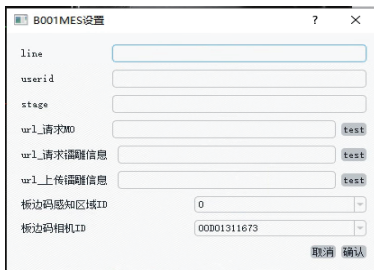 B001MES设置 ? ×
line
userid
stage
url_请求MO test
url_请求镭雕信息 test
url_上传镭雕信息 test
板边码感知区域ID 0
板边码相机ID 00D01311673
取消 确认